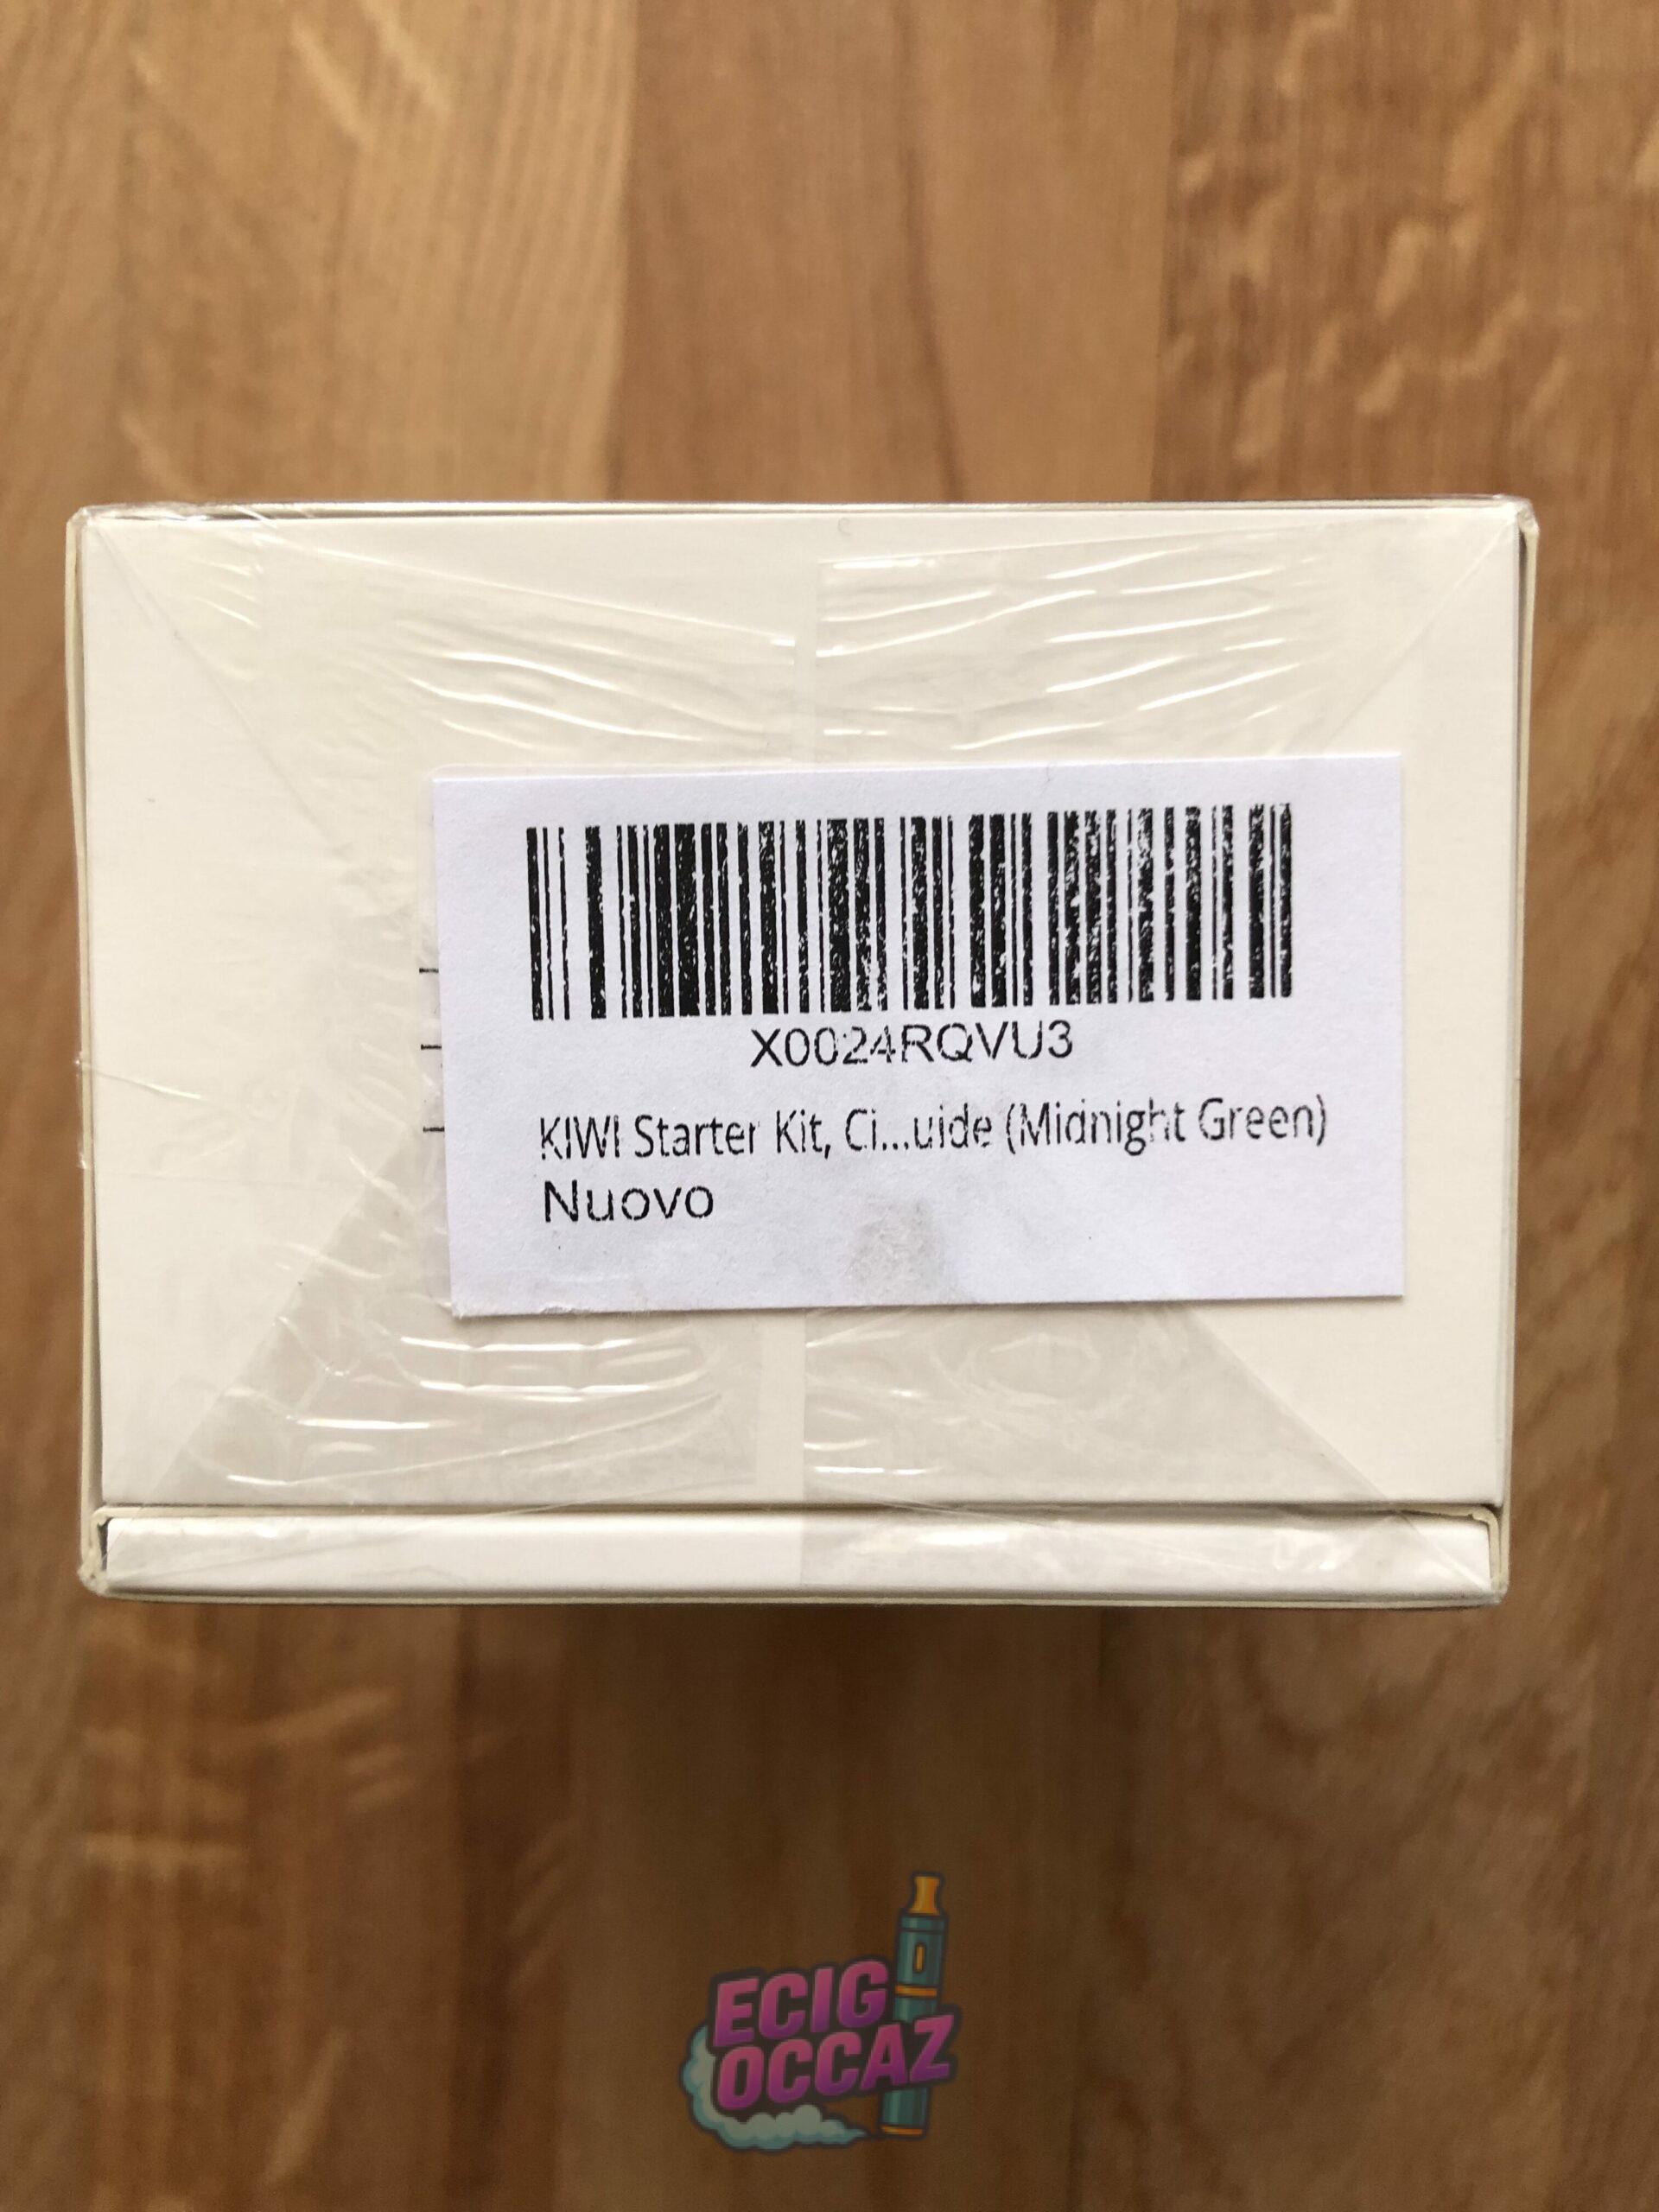 X0024RQVU3
KIWI Starter Kit, Ci...uide (Midnight Green)
Nuovo
ECIG
OCCAZ